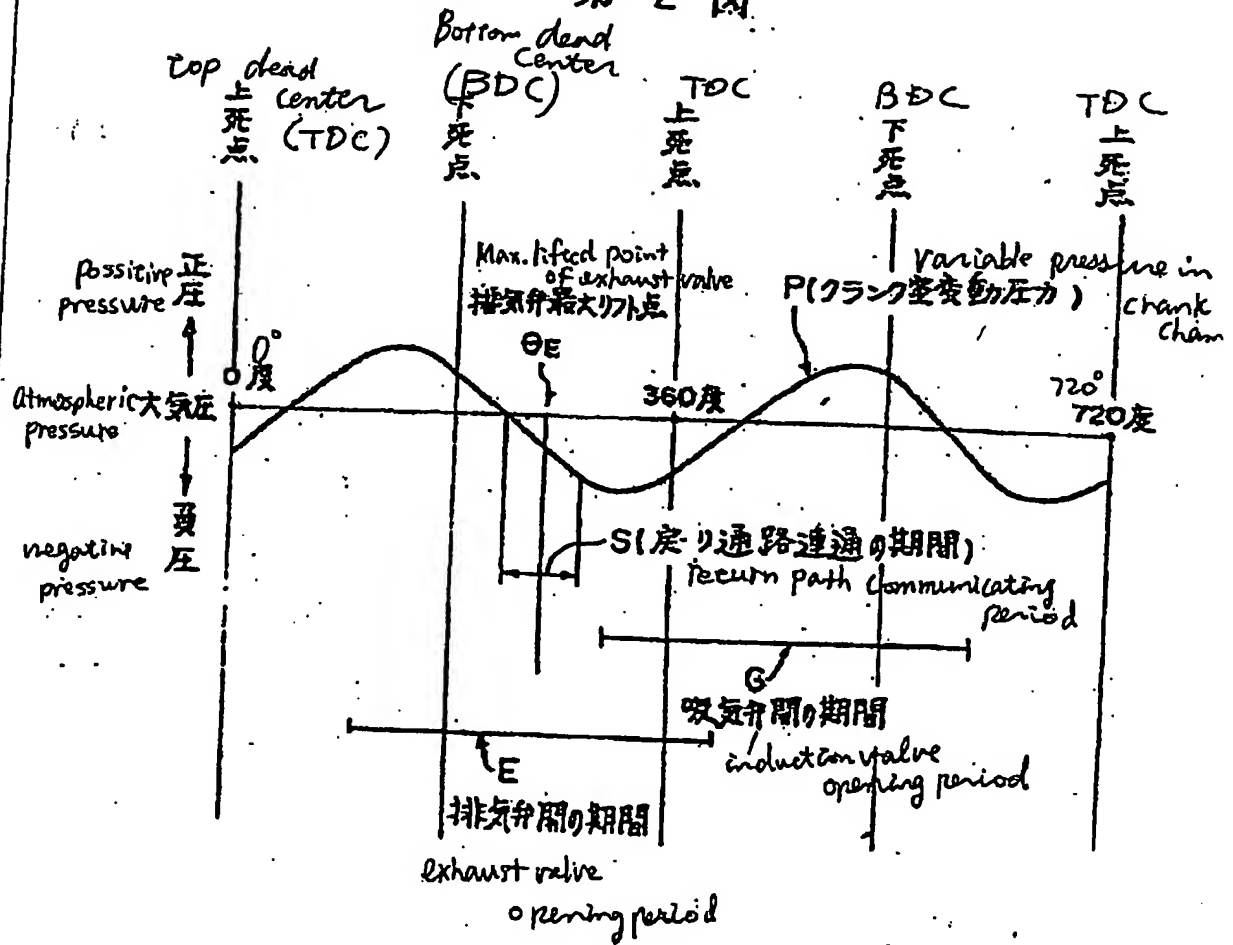 第 2 図
Bottom dead
Center
(BDC)
下死点
top dead
center
(TDC)
上死点
TDC
上死点
BDC
下死点
TDC
上死点
possitive
pressure
正圧
Max. lifted point
of exhaust valve
排気弁最大リフト点
θE
variable pressure in
chank
cham
P(クランク室変動圧力)
0°
0度
360度
720°
720度
Atmospheric
pressure
大気圧
負圧
negative
pressure
S(戻り通路連通の期間)
return path communicating
period
G
吸気弁開の期間
induction valve
opening period
E
排気弁開の期間
exhaust valve
opening period